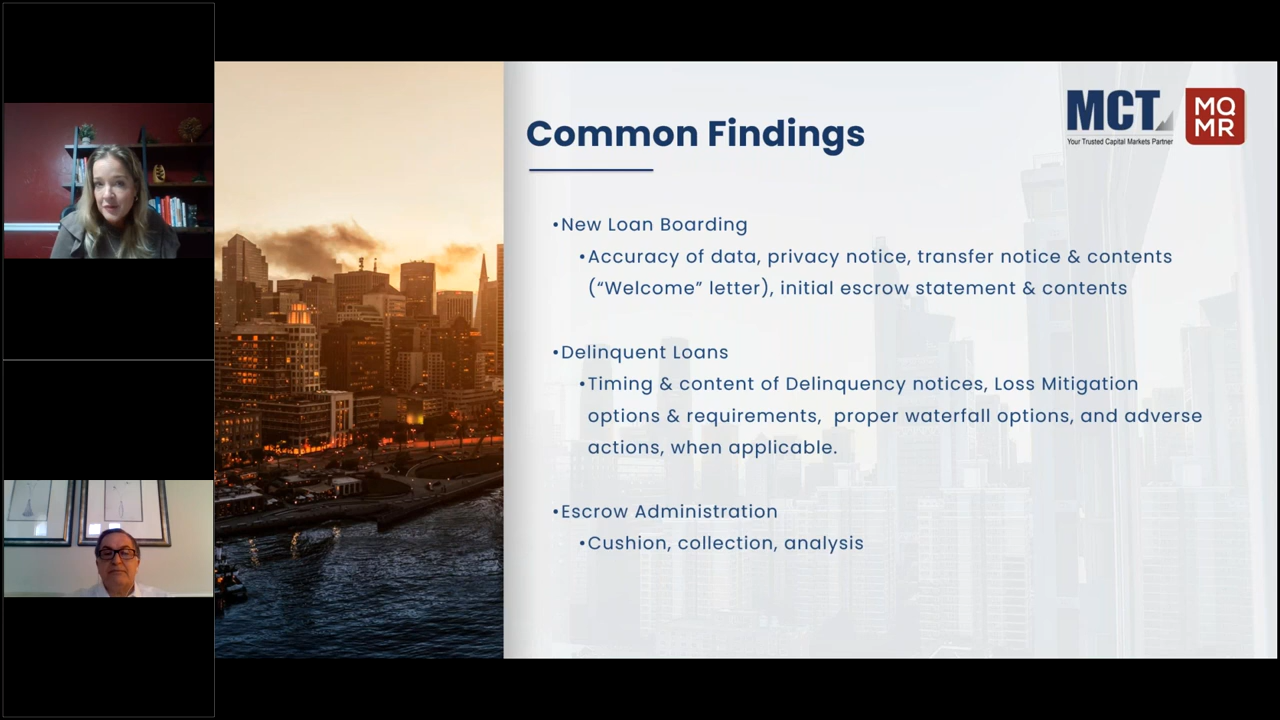 Common Findings
MCT
Your Trusted Capital Markets Partner
MQ
MR
•New Loan Boarding
•Accuracy of data, privacy notice, transfer notice & contents
(“Welcome” letter), initial escrow statement & contents
•Delinquent Loans
•Timing & content of Delinquency notices, Loss Mitigation
options & requirements,  proper waterfall options, and adverse
actions, when applicable.
•Escrow Administration
•Cushion, collection, analysis